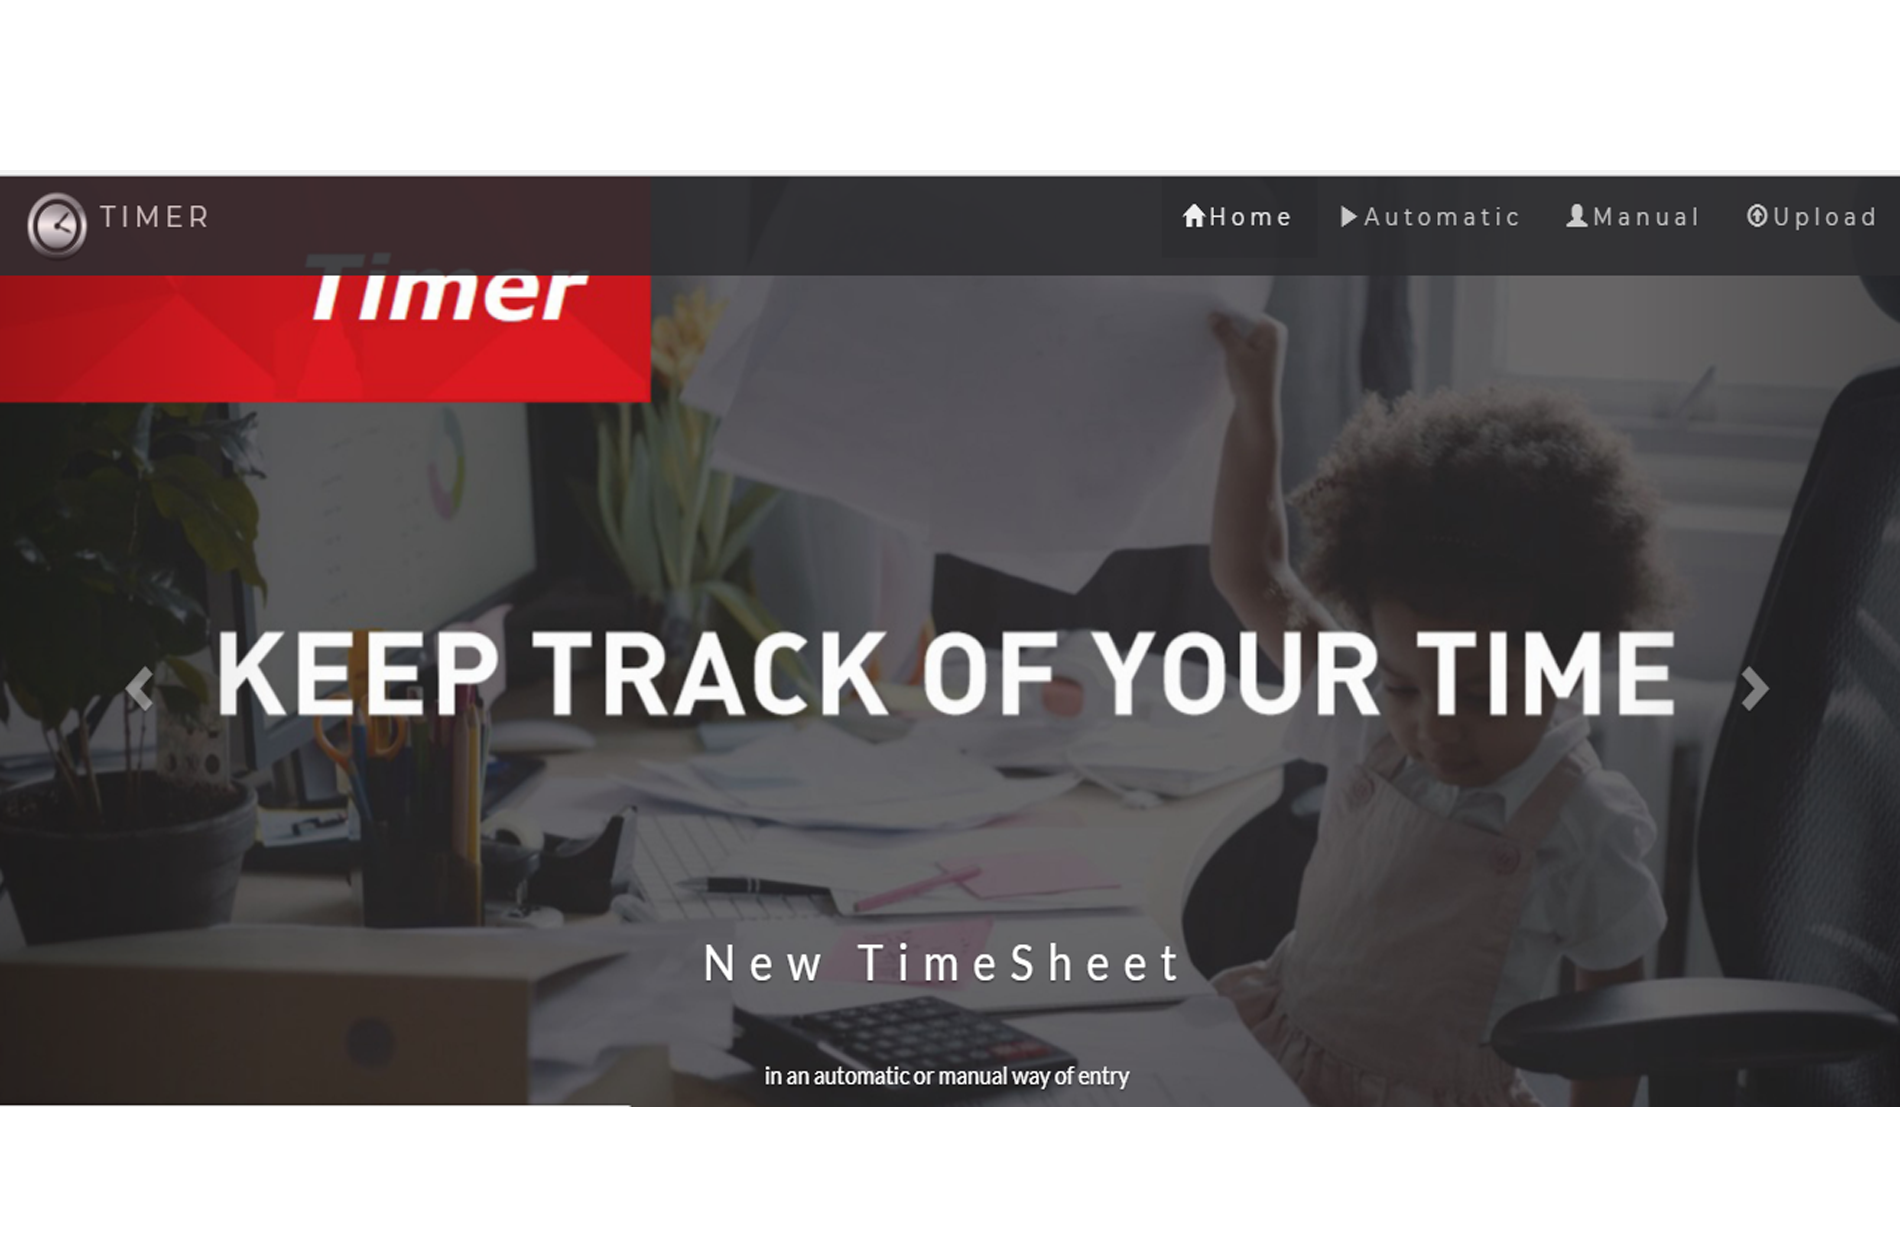 TIMER
Home Automatic Manual Upload
Timer
KEEP TRACK OF YOUR TIME
New TimeSheet
in an automatic or manual way of entry